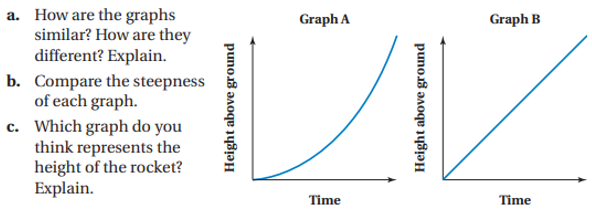 a. How are the graphs
similar? How are they
different? Explain.
b. Compare the steepness
of each graph.
c. Which graph do you
think represents the
height of the rocket?
Explain.
Graph A
Height above ground
Time
Graph B
Height above ground
Time